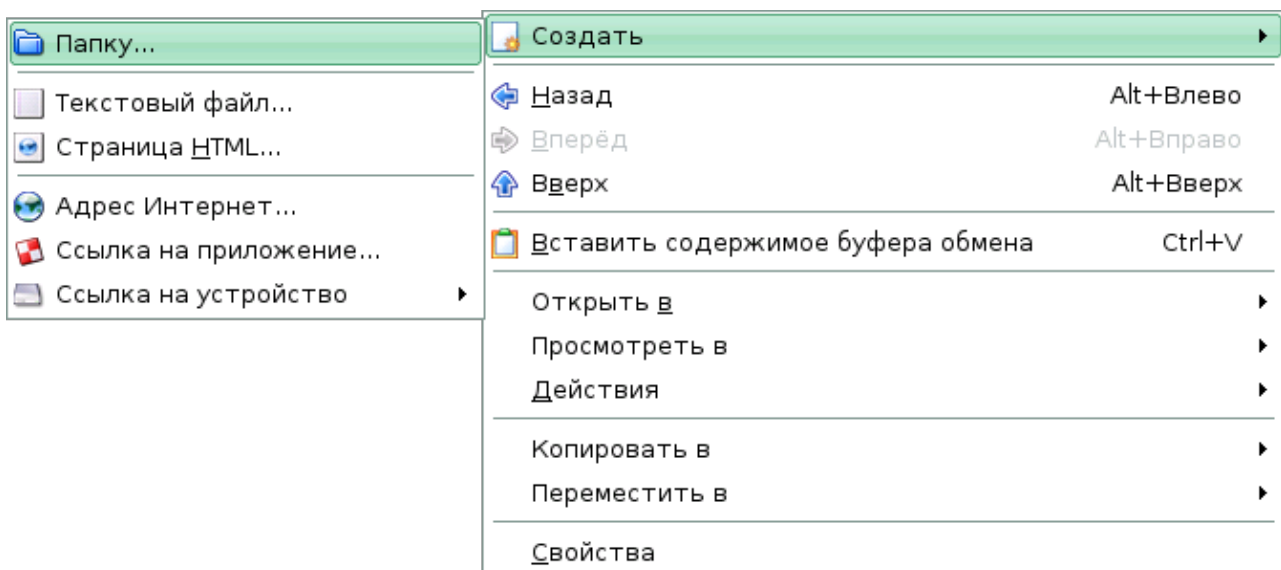 Папку...
Текстовый файл...
Страница HTML...
Адрес Интернет...
Ссылка на приложение...
Ссылка на устройство
Создать
Назад Alt+Влево
Вперёд Alt+Вправо
Вверх Alt+Вверх
Вставить содержимое буфера обмена Ctrl+V
Открыть в
Просмотреть в
Действия
Копировать в
Переместить в
Свойства